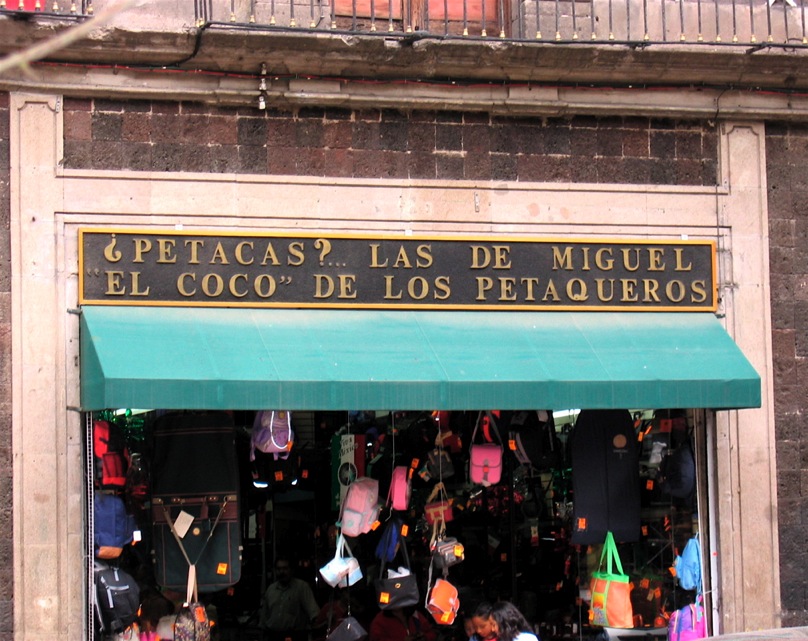 ¿PETACAS?... LAS DE MIGUEL
"EL COCO" DE LOS PETAQUEROS